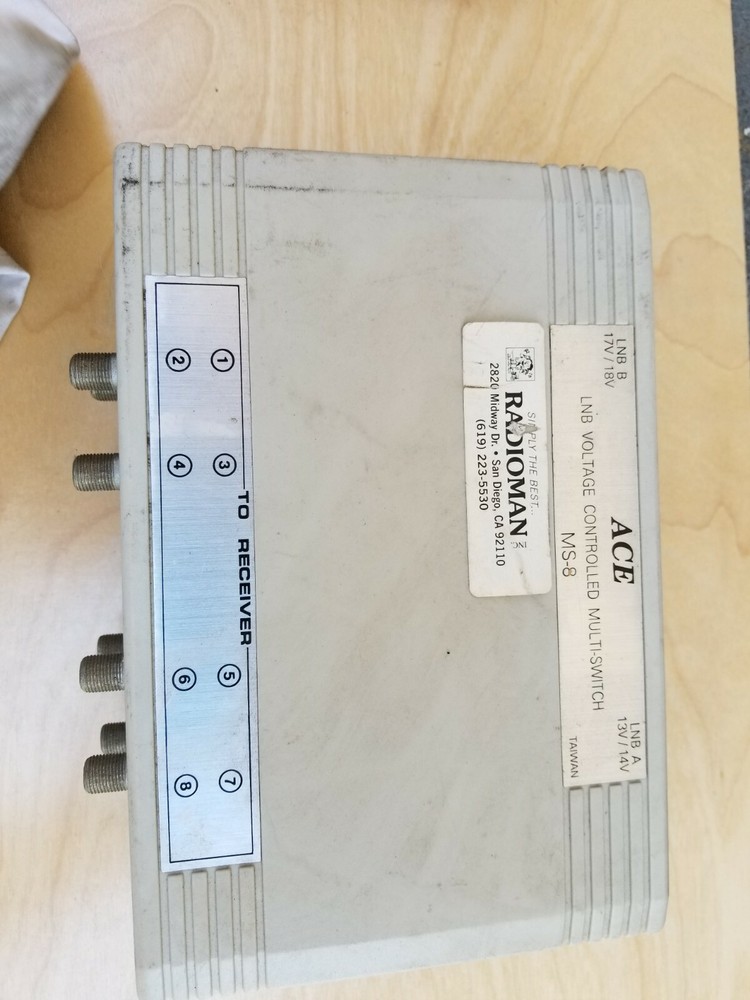 LNB B
17V/18V
ACE
LNB A
13V/14V
LNB VOLTAGE CONTROLLED MULTI-SWITCH
MS-8
TAIWAN
SIMPLY THE BEST...
RADIOMAN INC
2820 Midway Dr. • San Diego, CA 92110
(619) 223-5530
TO RECEIVER
1 3 5 7
2 4 6 8